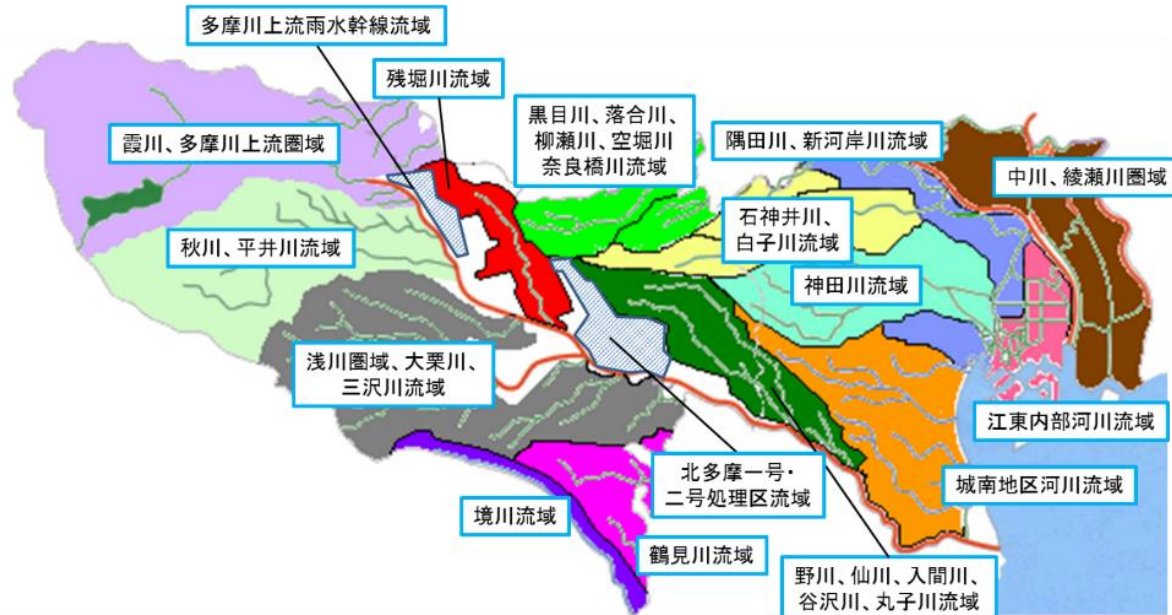 多摩川上流雨水幹線流域
残堀川流域
黒目川、落合川、
柳瀬川、空堀川
奈良橋川流域
隅田川、新河岸川流域
霞川、多摩川上流圏域
中川、綾瀬川圏域
石神井川、
白子川流域
秋川、平井川流域
神田川流域
浅川圏域、大栗川、
三沢川流域
江東内部河川流域
北多摩一号・
二号処理区流域
城南地区河川流域
境川流域
鶴見川流域
野川、仙川、入間川、
谷沢川、丸子川流域